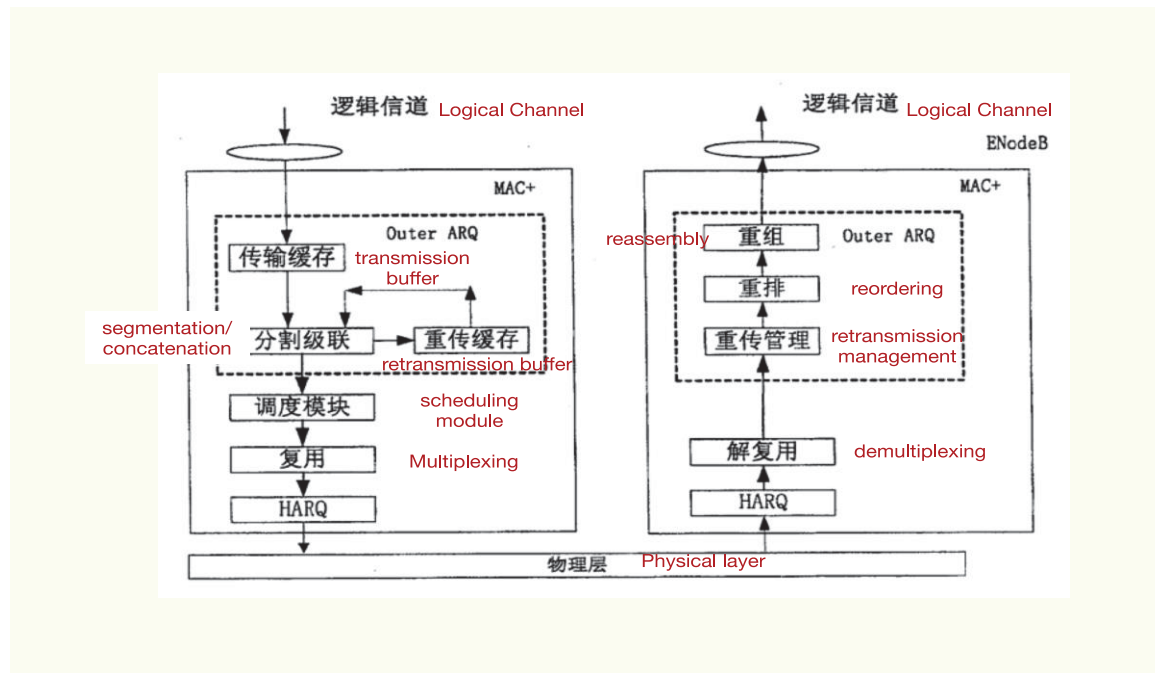 逻辑信道 Logical Channel
MAC+
Outer ARQ
传输缓存
transmission
buffer
segmentation/
concatenation
分割级联
重传缓存
retransmission buffer
调度模块
scheduling
module
复用
Multiplexing
HARQ
逻辑信道 Logical Channel
ENodeB
MAC+
reassembly
重组
Outer ARQ
重排
reordering
重传管理
retransmission
management
解复用
demultiplexing
HARQ
物理层
Physical layer